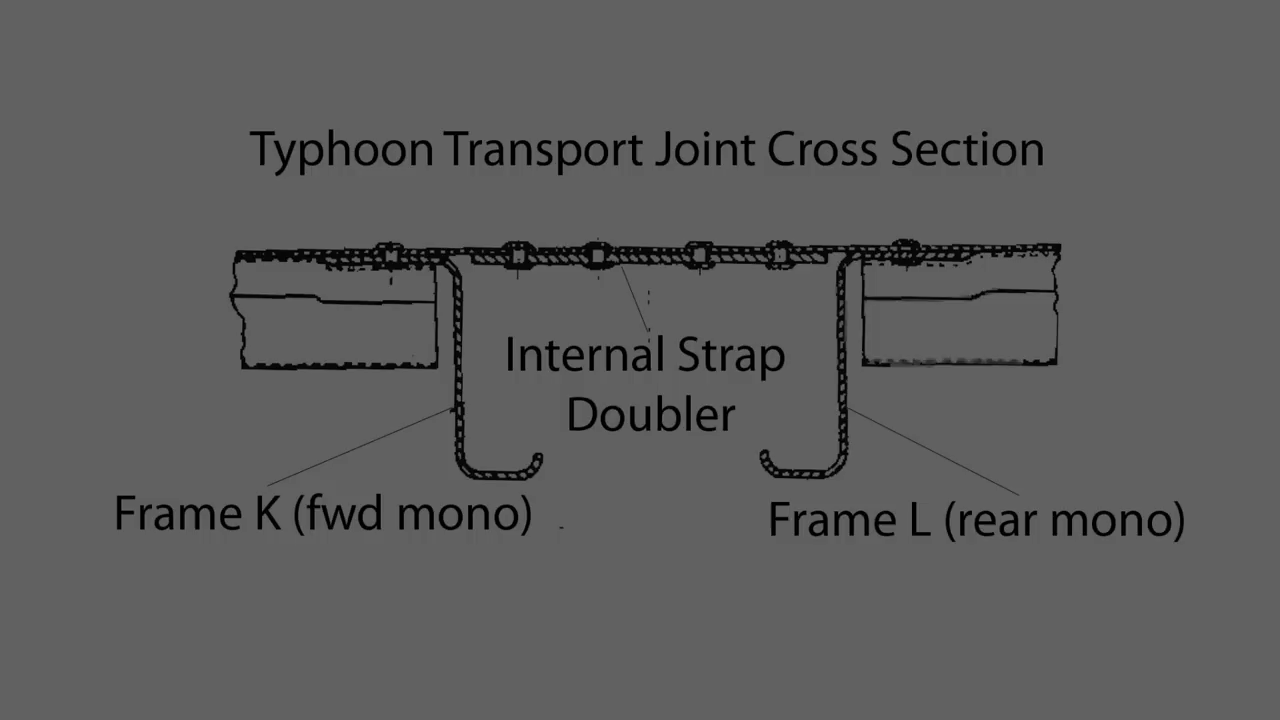 Typhoon Transport Joint Cross Section
Internal Strap
Doubler
Frame K (fwd mono)
Frame L (rear mono)